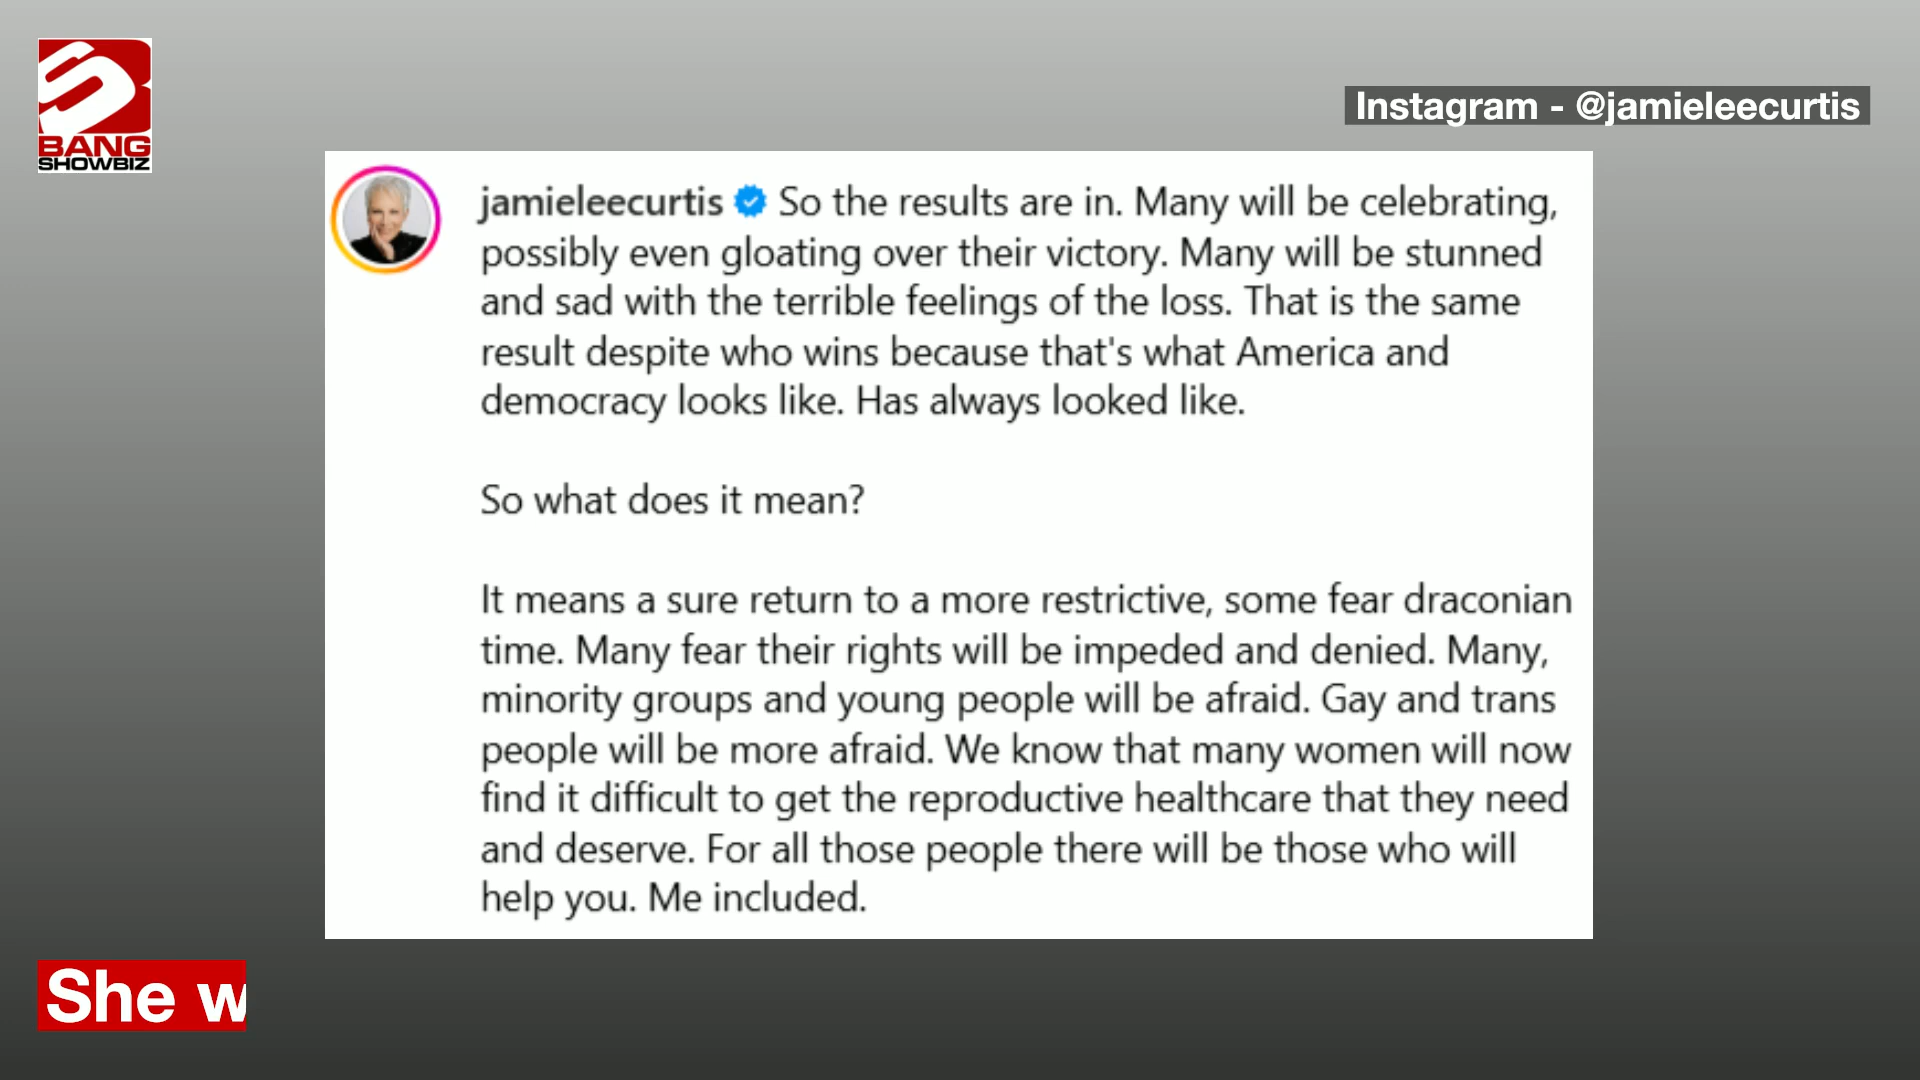 BANG
SHOWBIZ
Instagram - @jamieleecurtis
jamieleecurtis So the results are in. Many will be celebrating,
possibly even gloating over their victory. Many will be stunned
and sad with the terrible feelings of the loss. That is the same
result despite who wins because that's what America and
democracy looks like. Has always looked like.
So what does it mean?
It means a sure return to a more restrictive, some fear draconian
time. Many fear their rights will be impeded and denied. Many,
minority groups and young people will be afraid. Gay and trans
people will be more afraid. We know that many women will now
find it difficult to get the reproductive healthcare that they need
and deserve. For all those people there will be those who will
help you. Me included.
She w